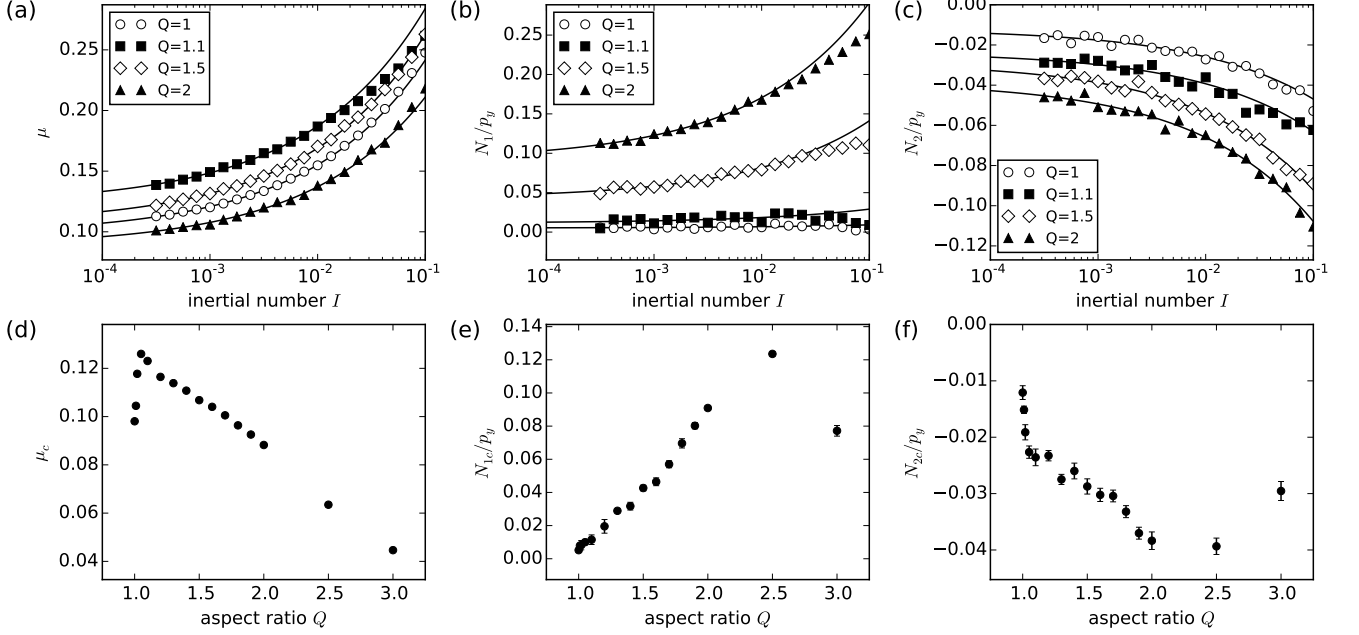 (a)
0.25
0.20
0.15
0.10
μ
Q=1
Q=1.1
Q=1.5
Q=2
10⁻⁴
10⁻³
10⁻²
10⁻¹
inertial number I
(b)
0.25
0.20
0.15
0.10
0.05
0.00
N₁/p_y
Q=1
Q=1.1
Q=1.5
Q=2
10⁻⁴
10⁻³
10⁻²
10⁻¹
inertial number I
(c)
0.00
−0.02
−0.04
−0.06
−0.08
−0.10
−0.12
N₂/p_y
Q=1
Q=1.1
Q=1.5
Q=2
10⁻⁴
10⁻³
10⁻²
10⁻¹
inertial number I
(d)
0.12
0.10
0.08
0.06
0.04
μ_c
1.0
1.5
2.0
2.5
3.0
aspect ratio Q
(e)
0.14
0.12
0.10
0.08
0.06
0.04
0.02
0.00
N₁c/p_y
1.0
1.5
2.0
2.5
3.0
aspect ratio Q
(f)
0.00
−0.01
−0.02
−0.03
−0.04
N₂c/p_y
1.0
1.5
2.0
2.5
3.0
aspect ratio Q